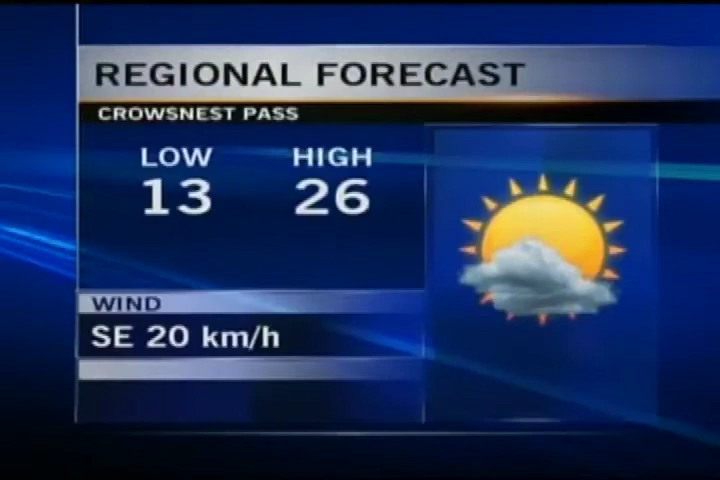 REGIONAL FORECAST
CROWSNEST PASS
LOW HIGH
13 26
WIND
SE 20 km/h